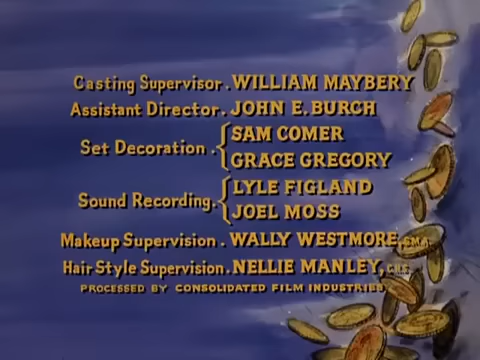 Casting Supervisor . WILLIAM MAYBERY
Assistant Director . JOHN E. BURCH
Set Decoration . { SAM COMER
GRACE GREGORY
Sound Recording. { LYLE FIGLAND
JOEL MOSS
Makeup Supervision . WALLY WESTMORE, S.M.A.
Hair Style Supervision . NELLIE MANLEY, C.H.S.
PROCESSED BY CONSOLIDATED FILM INDUSTRIES